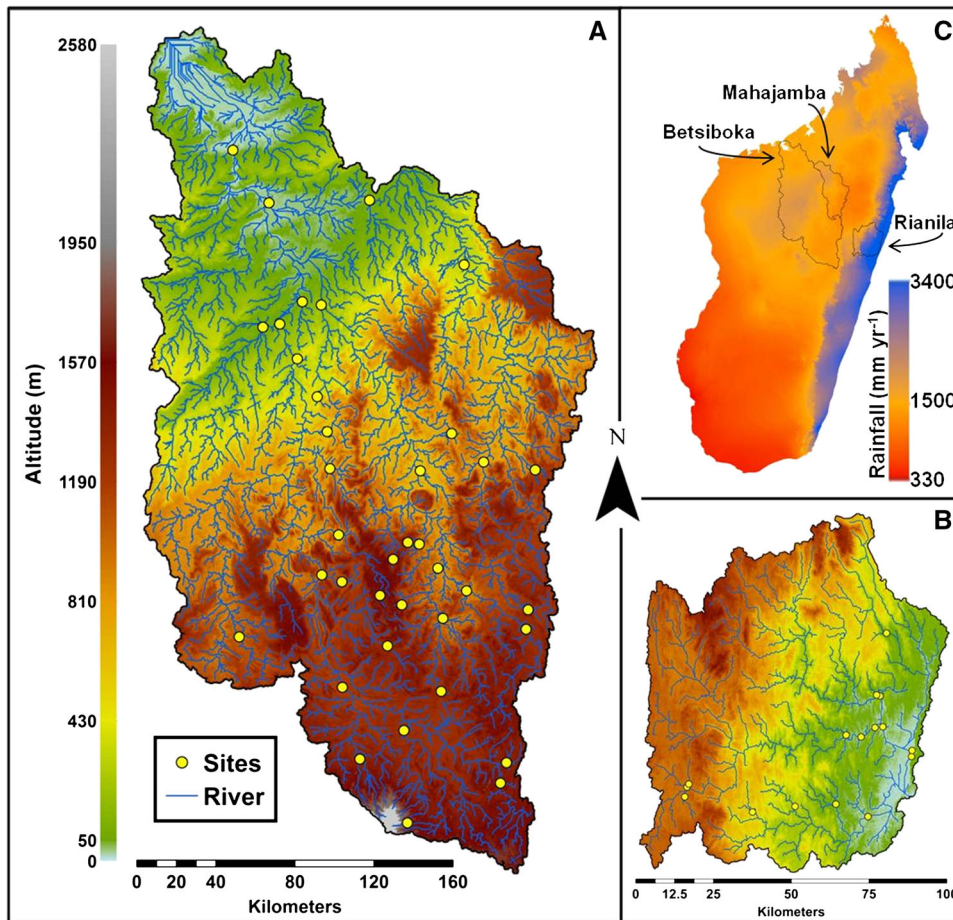 A
2580
1950
1570
1190
810
430
50
0
Altitude (m)
Sites
River
0 20 40 80 120 160
Kilometers
N
C
Mahajamba
Betsiboka
Rianila
3400
1500
330
Rainfall (mm yr⁻¹)
B
0 12.5 25 50 75 100
Kilometers